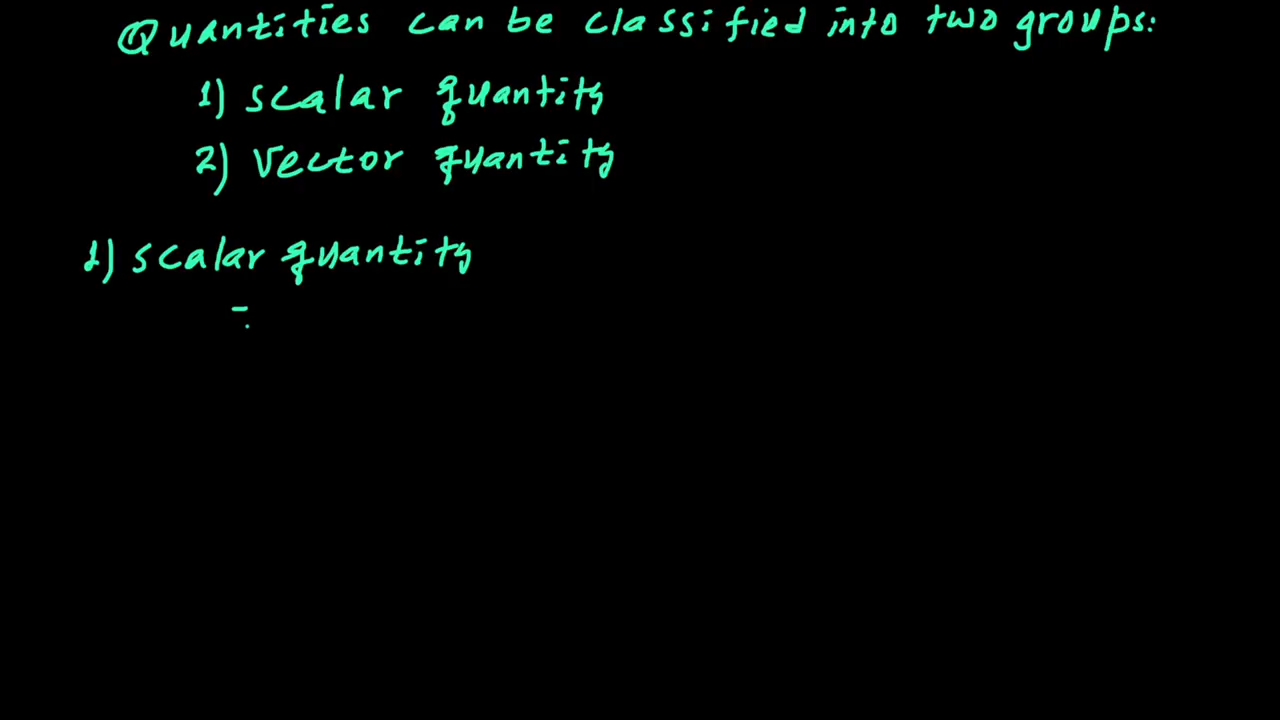 Quantities can be classified into two groups:
1) scalar quantity
2) Vector quantity
1) scalar quantity
-